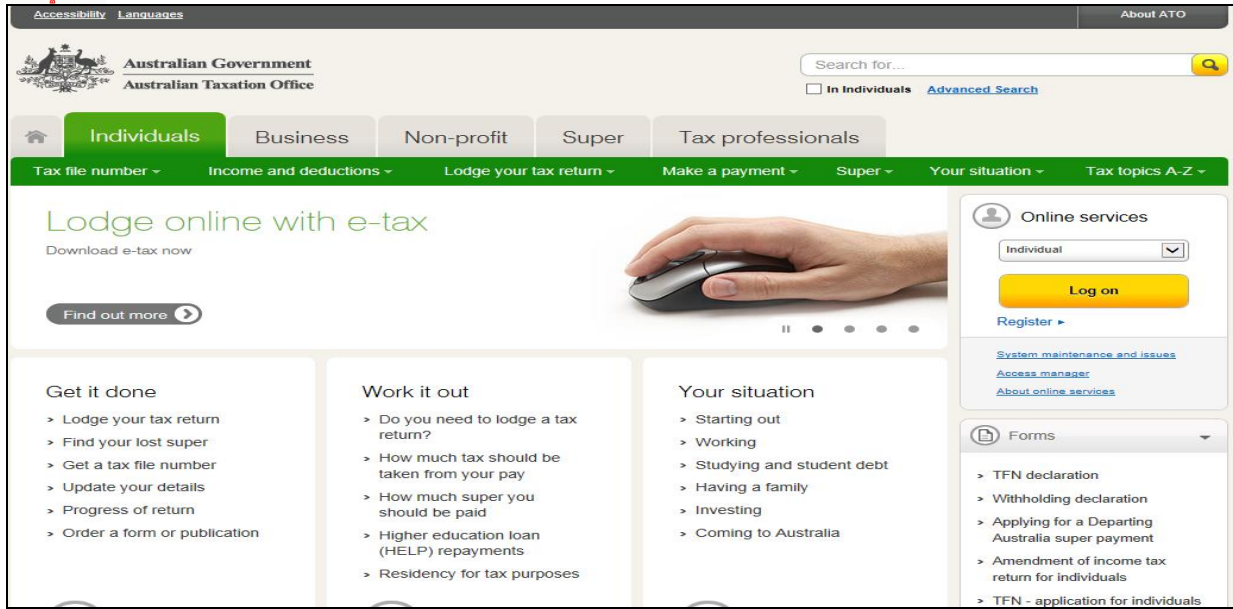 Accessibility Languages
About ATO
Australian Government
Australian Taxation Office
Search for...
In Individuals Advanced Search
Individuals Business Non-profit Super Tax professionals
Tax file number Income and deductions Lodge your tax return Make a payment Super Your situation Tax topics A-Z
Lodge online with e-tax
Download e-tax now
Find out more
Online services
Individual
Log on
Register
System maintenance and issues
Access manager
About online services
Get it done
Lodge your tax return
Find your lost super
Get a tax file number
Update your details
Progress of return
Order a form or publication
Work it out
Do you need to lodge a tax
return?
How much tax should be
taken from your pay
How much super you
should be paid
Higher education loan
(HELP) repayments
Residency for tax purposes
Your situation
Starting out
Working
Studying and student debt
Having a family
Investing
Coming to Australia
Forms
TFN declaration
Withholding declaration
Applying for a Departing
Australia super payment
Amendment of income tax
return for individuals
TFN - application for individuals